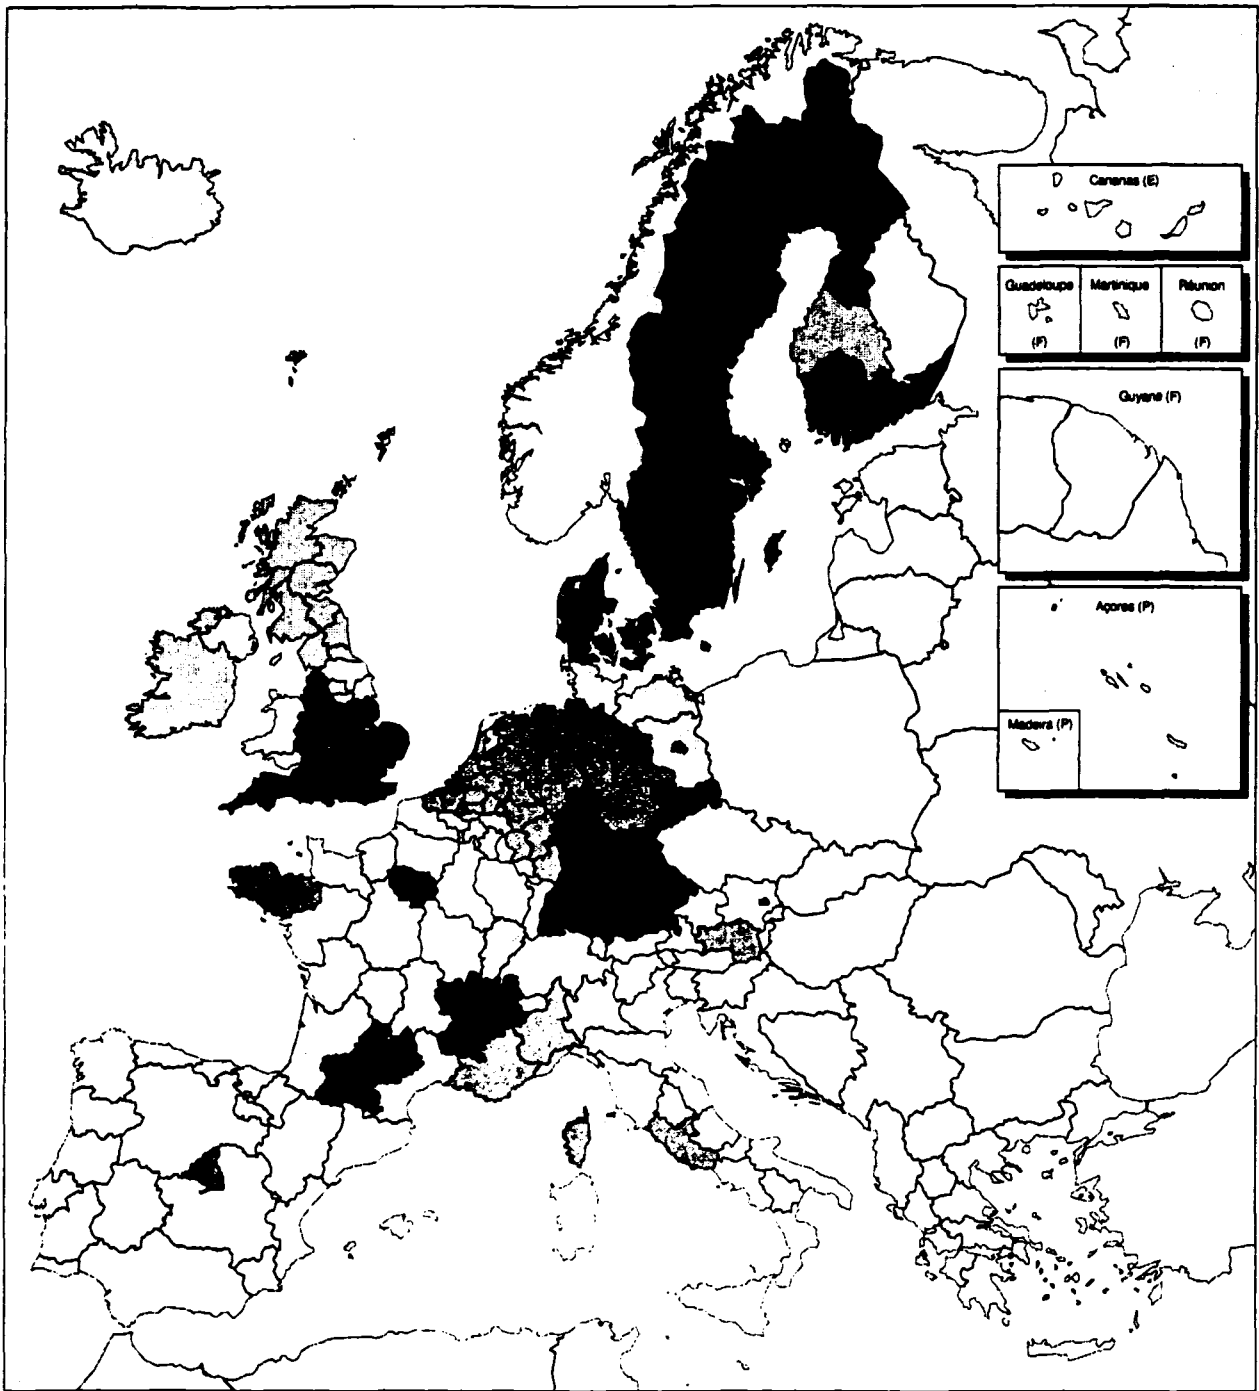 Canarias (E)
Guadeloupe
(F)
Martinique
(F)
Réunion
(F)
Guyane (F)
Açores (P)
Madeira (P)